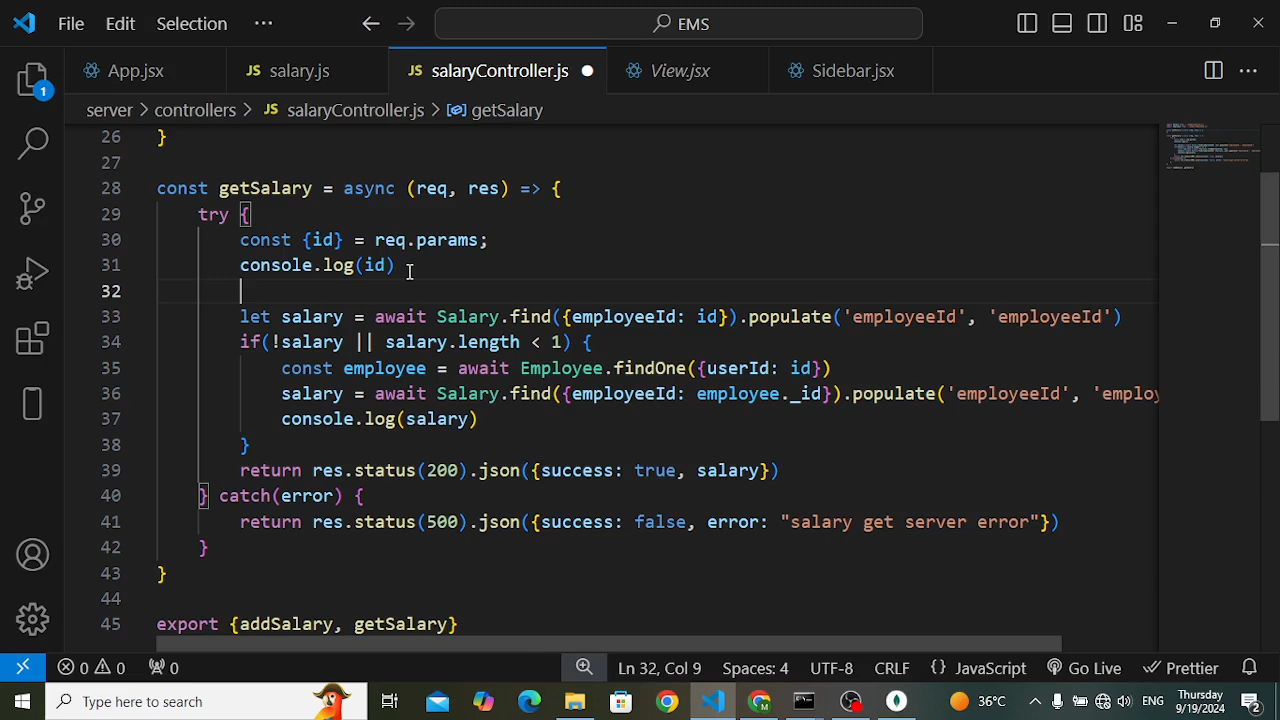 File Edit Selection ··· EMS
App.jsx JS salary.js JS salaryController.js View.jsx Sidebar.jsx ···
server > controllers > JS salaryController.js > getSalary
26 }
27
28 const getSalary = async (req, res) => {
29 try {
30 const {id} = req.params;
31 console.log(id)
32
33 let salary = await Salary.find({employeeId: id}).populate('employeeId', 'employeeId')
34 if(!salary || salary.length < 1) {
35 const employee = await Employee.findOne({userId: id})
36 salary = await Salary.find({employeeId: employee._id}).populate('employeeId', 'employ
37 console.log(salary)
38 }
39 return res.status(200).json({success: true, salary})
40 } catch(error) {
41 return res.status(500).json({success: false, error: "salary get server error"})
42 }
43 }
44
45 export {addSalary, getSalary}
1
0 0 0 Ln 32, Col 9 Spaces: 4 UTF-8 CRLF {} JavaScript Go Live Prettier
Type here to search 36°C ENG Thursday 9/19/2024 2